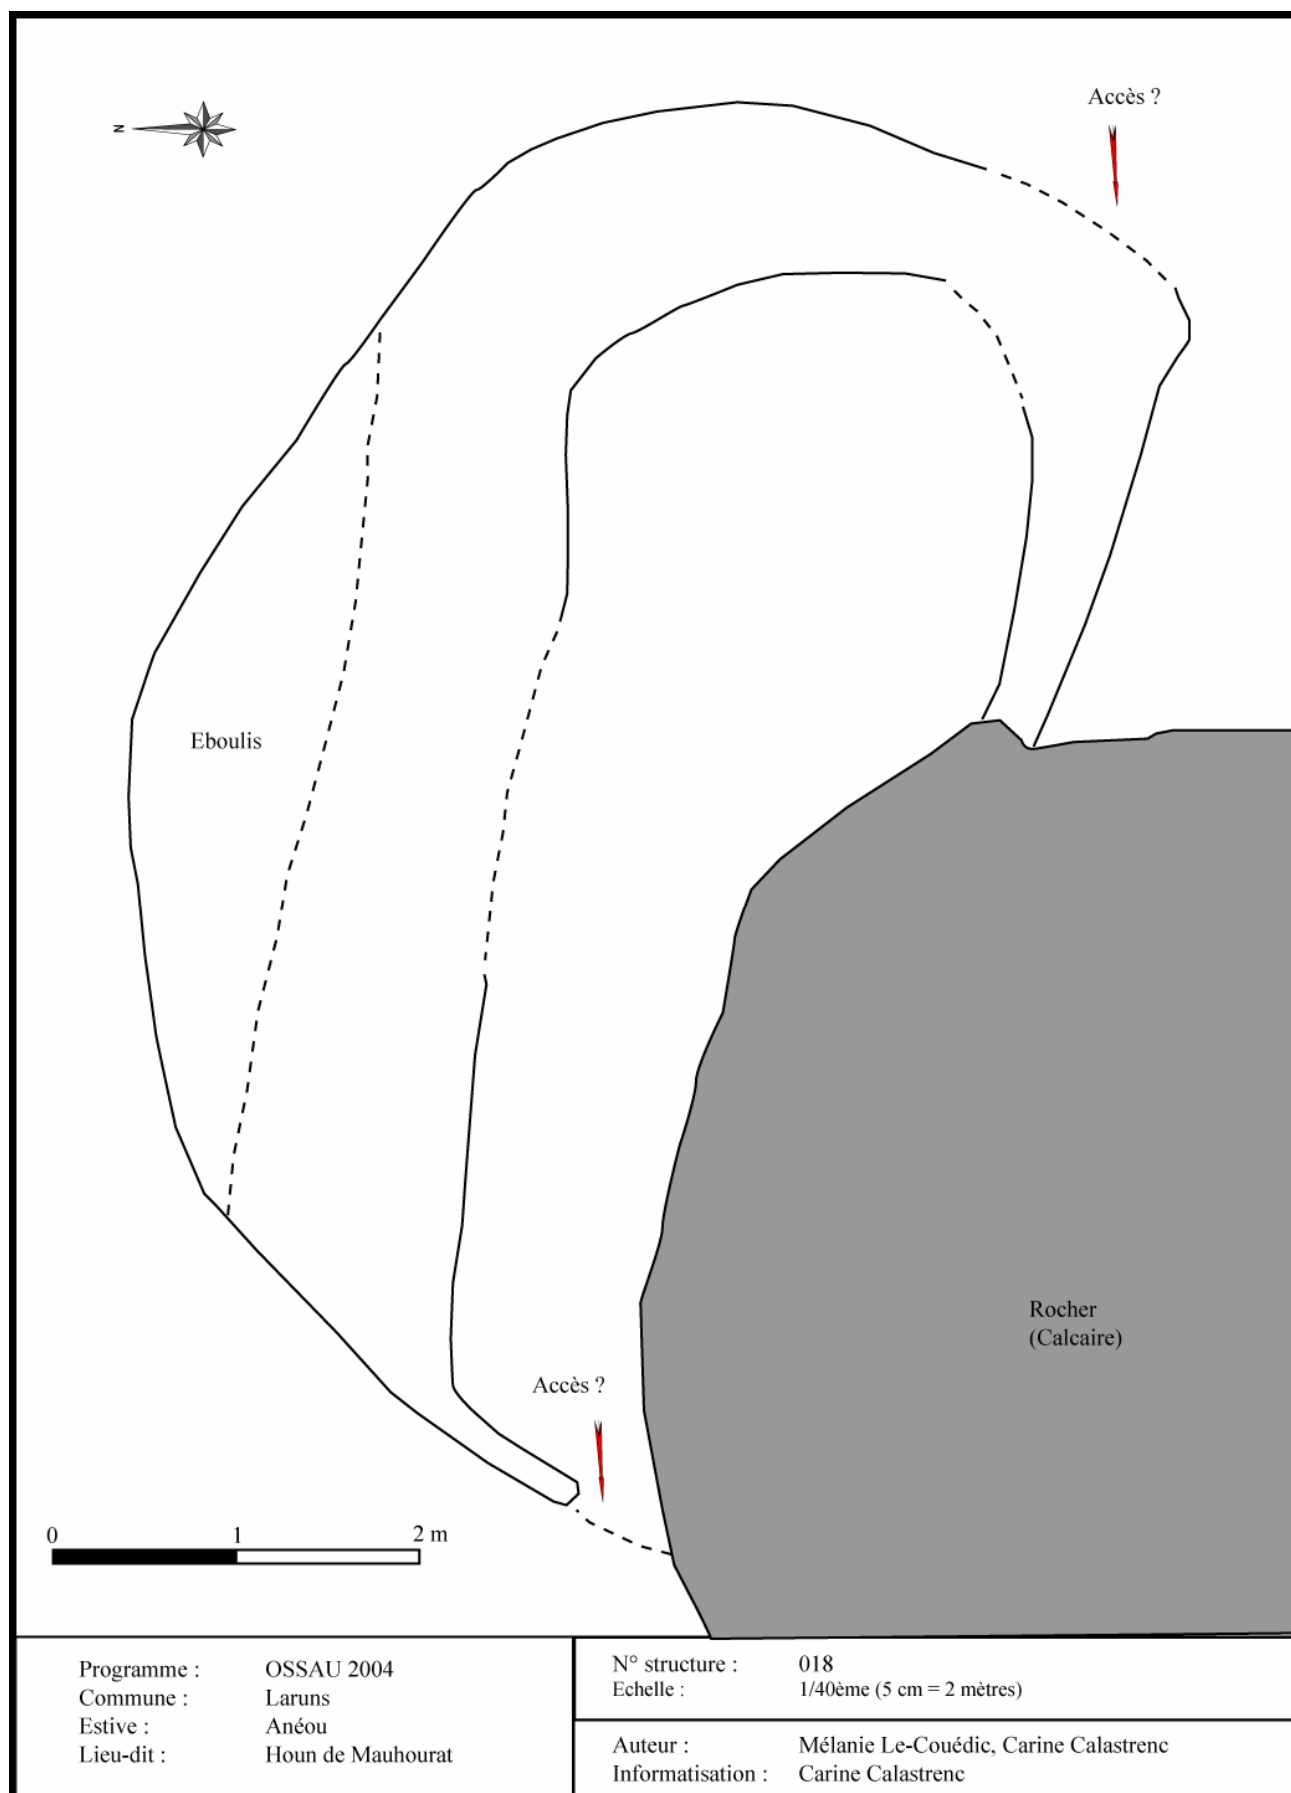 N
Accès ?
Eboulis
Rocher
(Calcaire)
Accès ?
0 1 2 m
Programme : OSSAU 2004
Commune : Laruns
Estive : Anéou
Lieu-dit : Houn de Mauhourat
N° structure : 018
Echelle : 1/40ème (5 cm = 2 mètres)
Auteur : Mélanie Le-Couédic, Carine Calastrenc
Informatisation : Carine Calastrenc